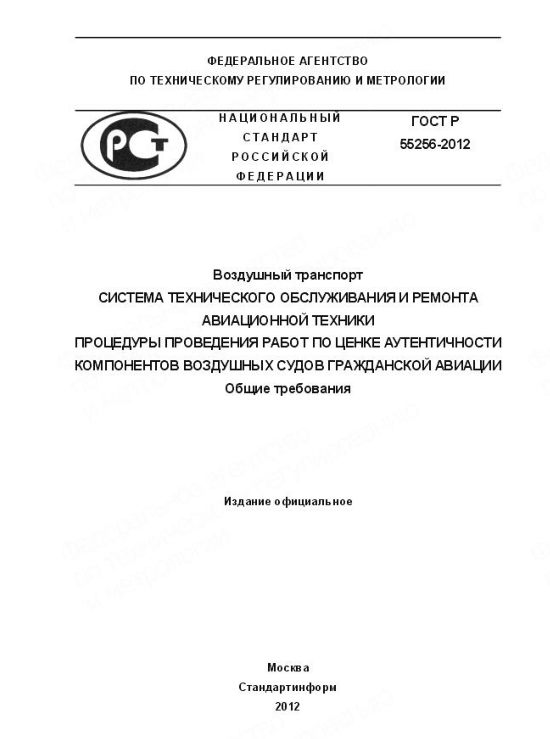 ФЕДЕРАЛЬНОЕ АГЕНТСТВО
ПО ТЕХНИЧЕСКОМУ РЕГУЛИРОВАНИЮ И МЕТРОЛОГИИ
РСТ
НАЦИОНАЛЬНЫЙ
СТАНДАРТ
РОССИЙСКОЙ
ФЕДЕРАЦИИ
ГОСТ Р
55256-2012
Воздушный транспорт
СИСТЕМА ТЕХНИЧЕСКОГО ОБСЛУЖИВАНИЯ И РЕМОНТА
АВИАЦИОННОЙ ТЕХНИКИ
ПРОЦЕДУРЫ ПРОВЕДЕНИЯ РАБОТ ПО ЦЕНКЕ АУТЕНТИЧНОСТИ
КОМПОНЕНТОВ ВОЗДУШНЫХ СУДОВ ГРАЖДАНСКОЙ АВИАЦИИ
Общие требования
Издание официальное
Москва
Стандартинформ
2012